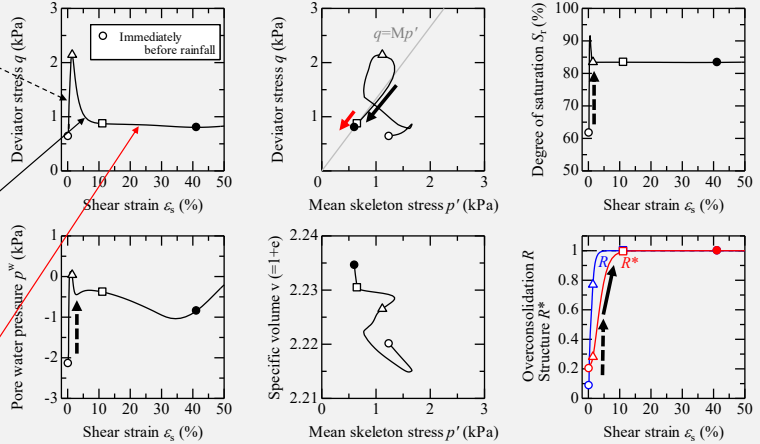 Deviator stress q (kPa)
3
2
1
0
Immediately
before rainfall
0 10 20 30 40 50
Shear strain εs (%)
Deviator stress q (kPa)
3
2
1
0
q=Mp'
1 2 3
Mean skeleton stress p' (kPa)
Degree of saturation Sr (%)
100
90
80
70
60
50
0 10 20 30 40 50
Shear strain εs (%)
Pore water pressure pw (kPa)
1
0
-1
-2
-3
0 10 20 30 40 50
Shear strain εs (%)
Specific volume v (=1+e)
2.24
2.23
2.22
2.21
0 1 2 3
Mean skeleton stress p' (kPa)
Overconsolidation R
Structure R*
1
0.8
0.6
0.4
0.2
0
R
R*
0 10 20 30 40 50
Shear strain εs (%)